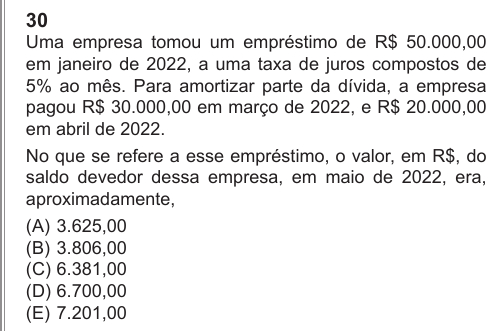 30
Uma empresa tomou um empréstimo de R$ 50.000,00
em janeiro de 2022, a uma taxa de juros compostos de
5% ao mês. Para amortizar parte da dívida, a empresa
pagou R$ 30.000,00 em março de 2022, e R$ 20.000,00
em abril de 2022.
No que se refere a esse empréstimo, o valor, em R$, do
saldo devedor dessa empresa, em maio de 2022, era,
aproximadamente,
(A) 3.625,00
(B) 3.806,00
(C) 6.381,00
(D) 6.700,00
(E) 7.201,00